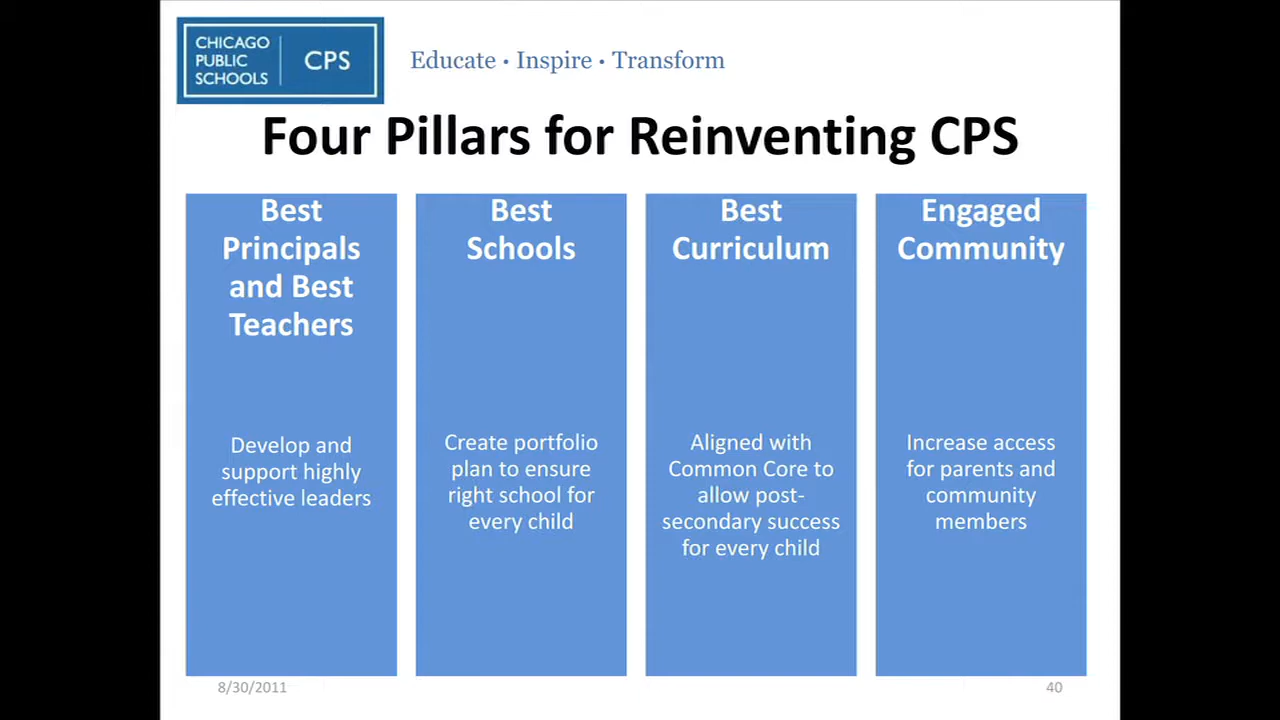 CHICAGO
PUBLIC
SCHOOLS
CPS
Educate • Inspire • Transform
Four Pillars for Reinventing CPS
Best
Principals
and Best
Teachers
Develop and
support highly
effective leaders
Best
Schools
Create portfolio
plan to ensure
right school for
every child
Best
Curriculum
Aligned with
Common Core to
allow post-
secondary success
for every child
Engaged
Community
Increase access
for parents and
community
members
8/30/2011
40